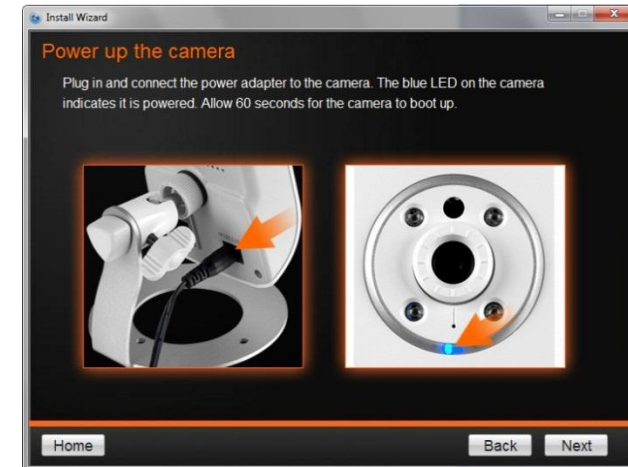 Install Wizard
Power up the camera
Plug in and connect the power adapter to the camera. The blue LED on the camera
indicates it is powered. Allow 60 seconds for the camera to boot up.
Home
Back
Next